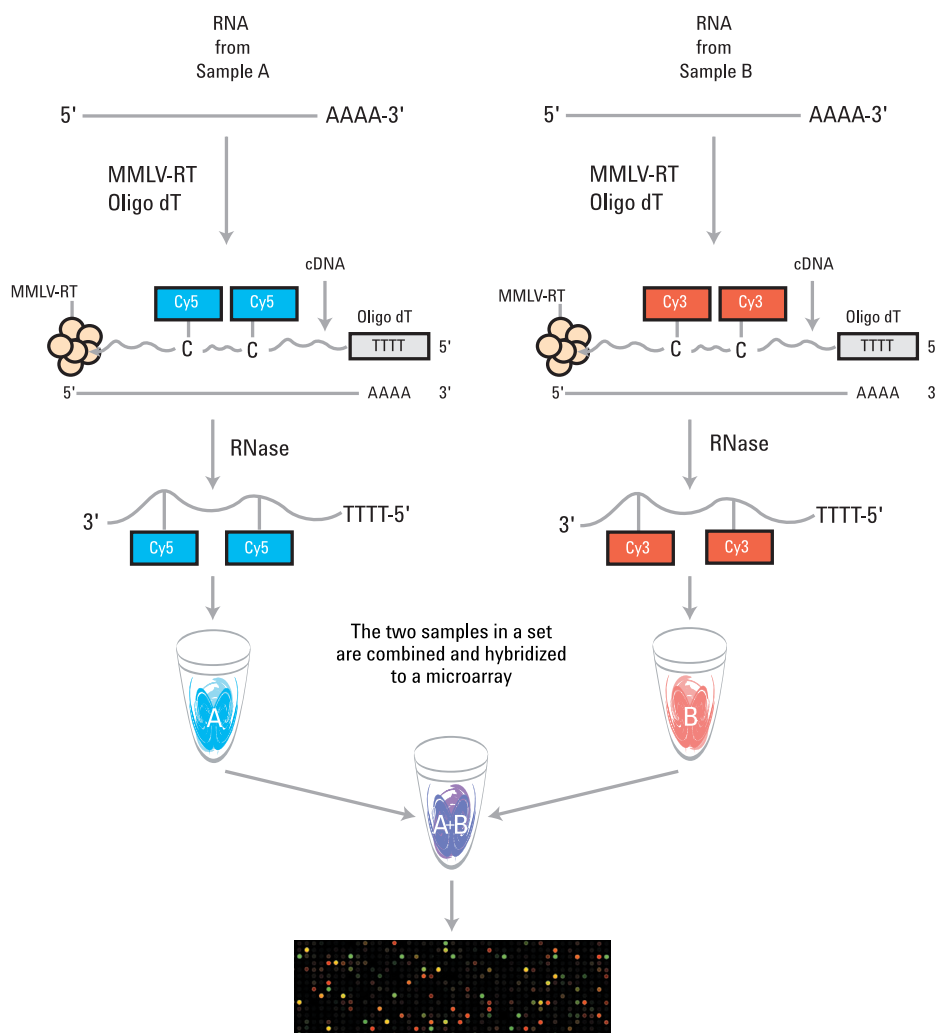 RNA
from
Sample A
RNA
from
Sample B
5' AAAA-3'
5' AAAA-3'
MMLV-RT
Oligo dT
MMLV-RT
Oligo dT
cDNA
cDNA
MMLV-RT
Cy5 Cy5
Oligo dT
C C TTTT 5'
5' AAAA 3'
MMLV-RT
Cy3 Cy3
Oligo dT
C C TTTT 5
5' AAAA 3
RNase
RNase
3' TTTT-5'
Cy5 Cy5
3' TTTT-5'
Cy3 Cy3
The two samples in a set
are combined and hybridized
to a microarray
A
B
A+B